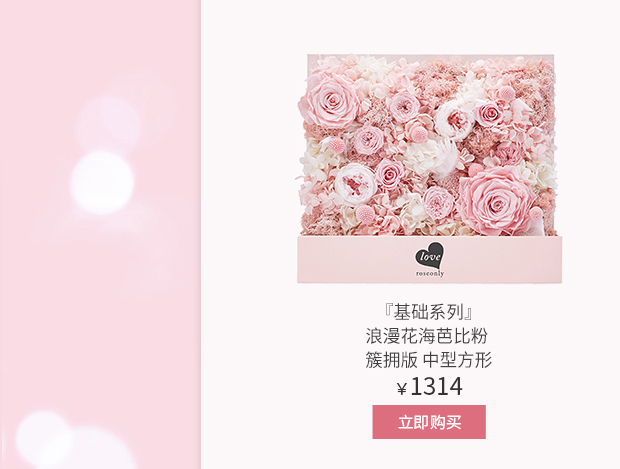 love
roseonly
『基础系列』
浪漫花海芭比粉
簇拥版 中型方形
￥1314
立即购买